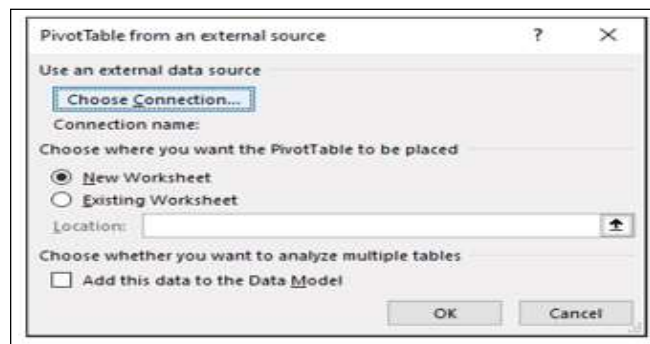 PivotTable from an external source ? ×
Use an external data source
Choose Connection...
Connection name:
Choose where you want the PivotTable to be placed
New Worksheet
Existing Worksheet
Location:
Choose whether you want to analyze multiple tables
Add this data to the Data Model
OK Cancel